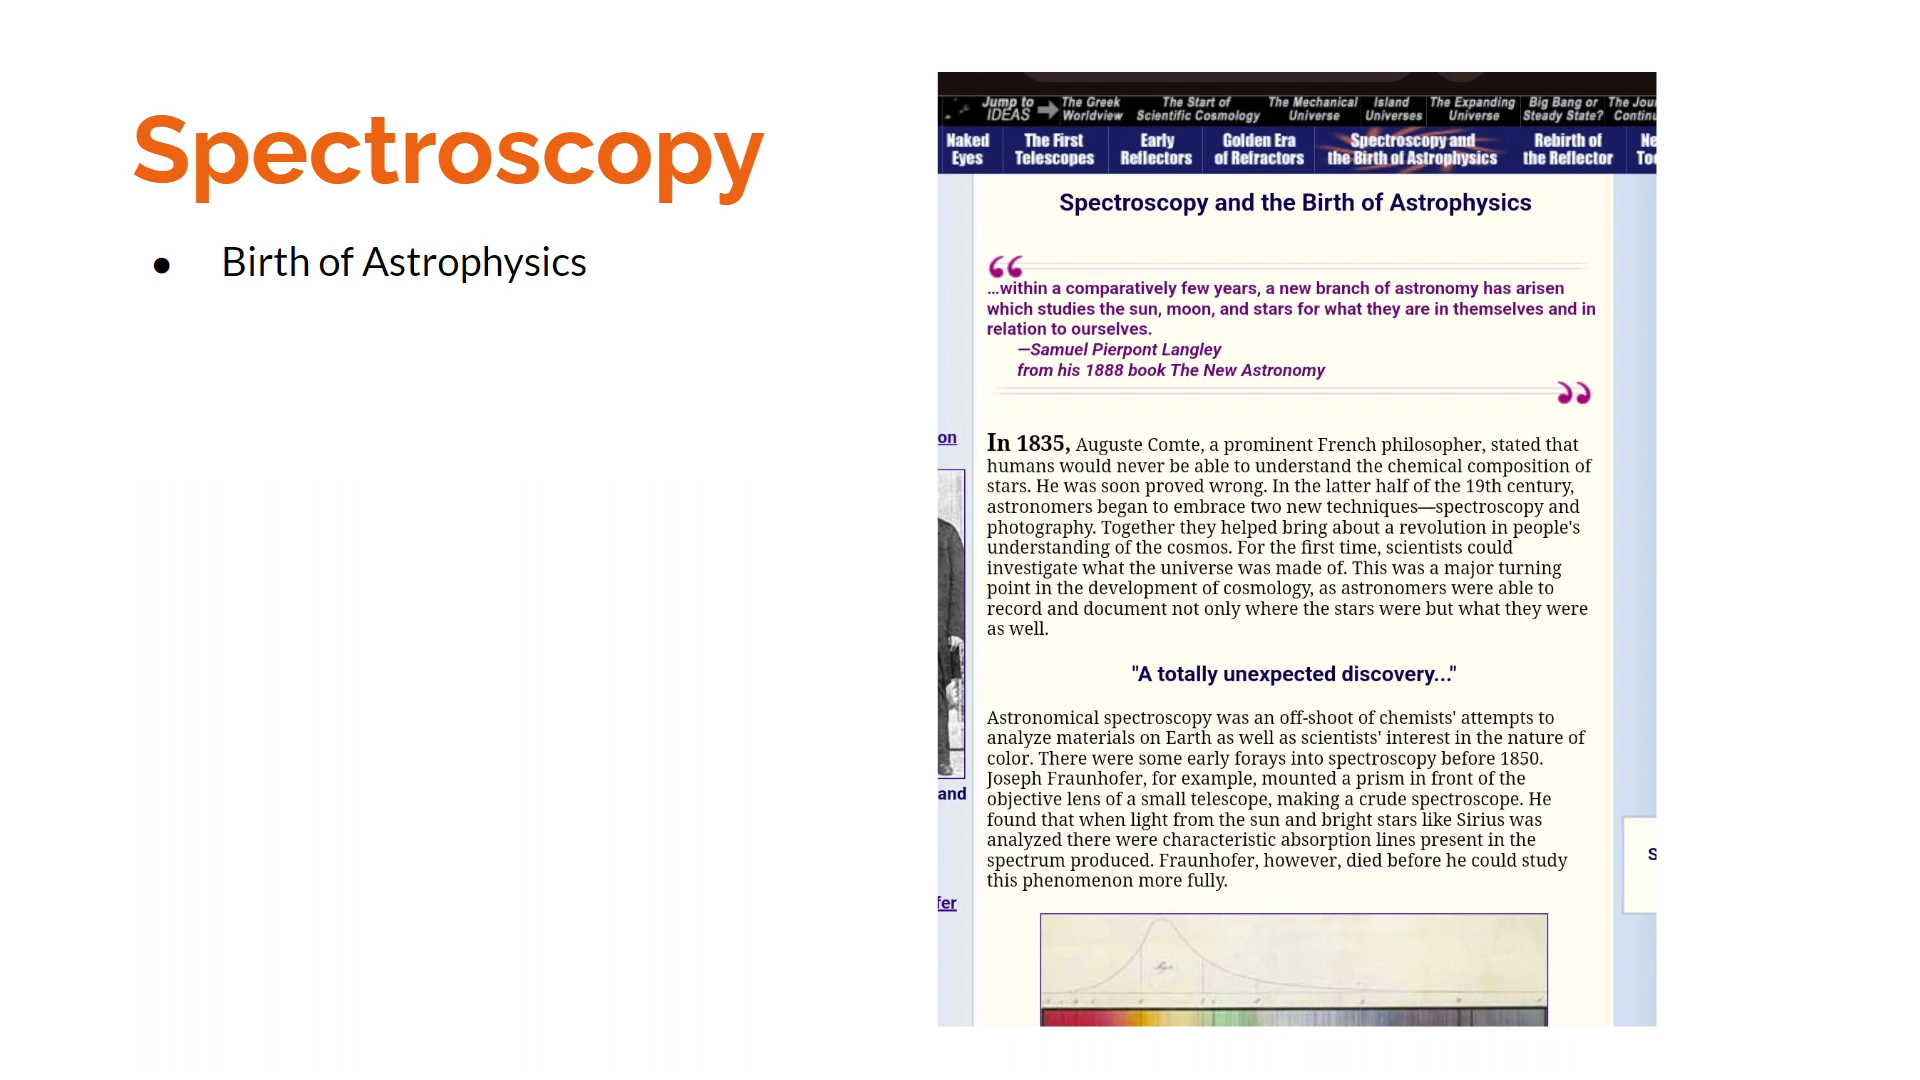 Spectroscopy
● Birth of Astrophysics
Jump to IDEAS
The Greek Worldview
The Start of Scientific Cosmology
The Mechanical Universe
Island Universes
The Expanding Universe
Big Bang or Steady State?
The
Naked Eyes
The First Telescopes
Early Reflectors
Golden Era of Refractors
Spectroscopy and the Birth of Astrophysics
Rebirth of the Reflector
Spectroscopy and the Birth of Astrophysics
“
…within a comparatively few years, a new branch of astronomy has arisen
which studies the sun, moon, and stars for what they are in themselves and in
relation to ourselves.
—Samuel Pierpont Langley
from his 1888 book The New Astronomy
”
on
In 1835, Auguste Comte, a prominent French philosopher, stated that
humans would never be able to understand the chemical composition of
stars. He was soon proved wrong. In the latter half of the 19th century,
astronomers began to embrace two new techniques—spectroscopy and
photography. Together they helped bring about a revolution in people's
understanding of the cosmos. For the first time, scientists could
investigate what the universe was made of. This was a major turning
point in the development of cosmology, as astronomers were able to
record and document not only where the stars were but what they were
as well.
"A totally unexpected discovery..."
Astronomical spectroscopy was an off-shoot of chemists' attempts to
analyze materials on Earth as well as scientists' interest in the nature of
color. There were some early forays into spectroscopy before 1850.
Joseph Fraunhofer, for example, mounted a prism in front of the
objective lens of a small telescope, making a crude spectroscope. He
found that when light from the sun and bright stars like Sirius was
analyzed there were characteristic absorption lines present in the
spectrum produced. Fraunhofer, however, died before he could study
this phenomenon more fully.
and
fer